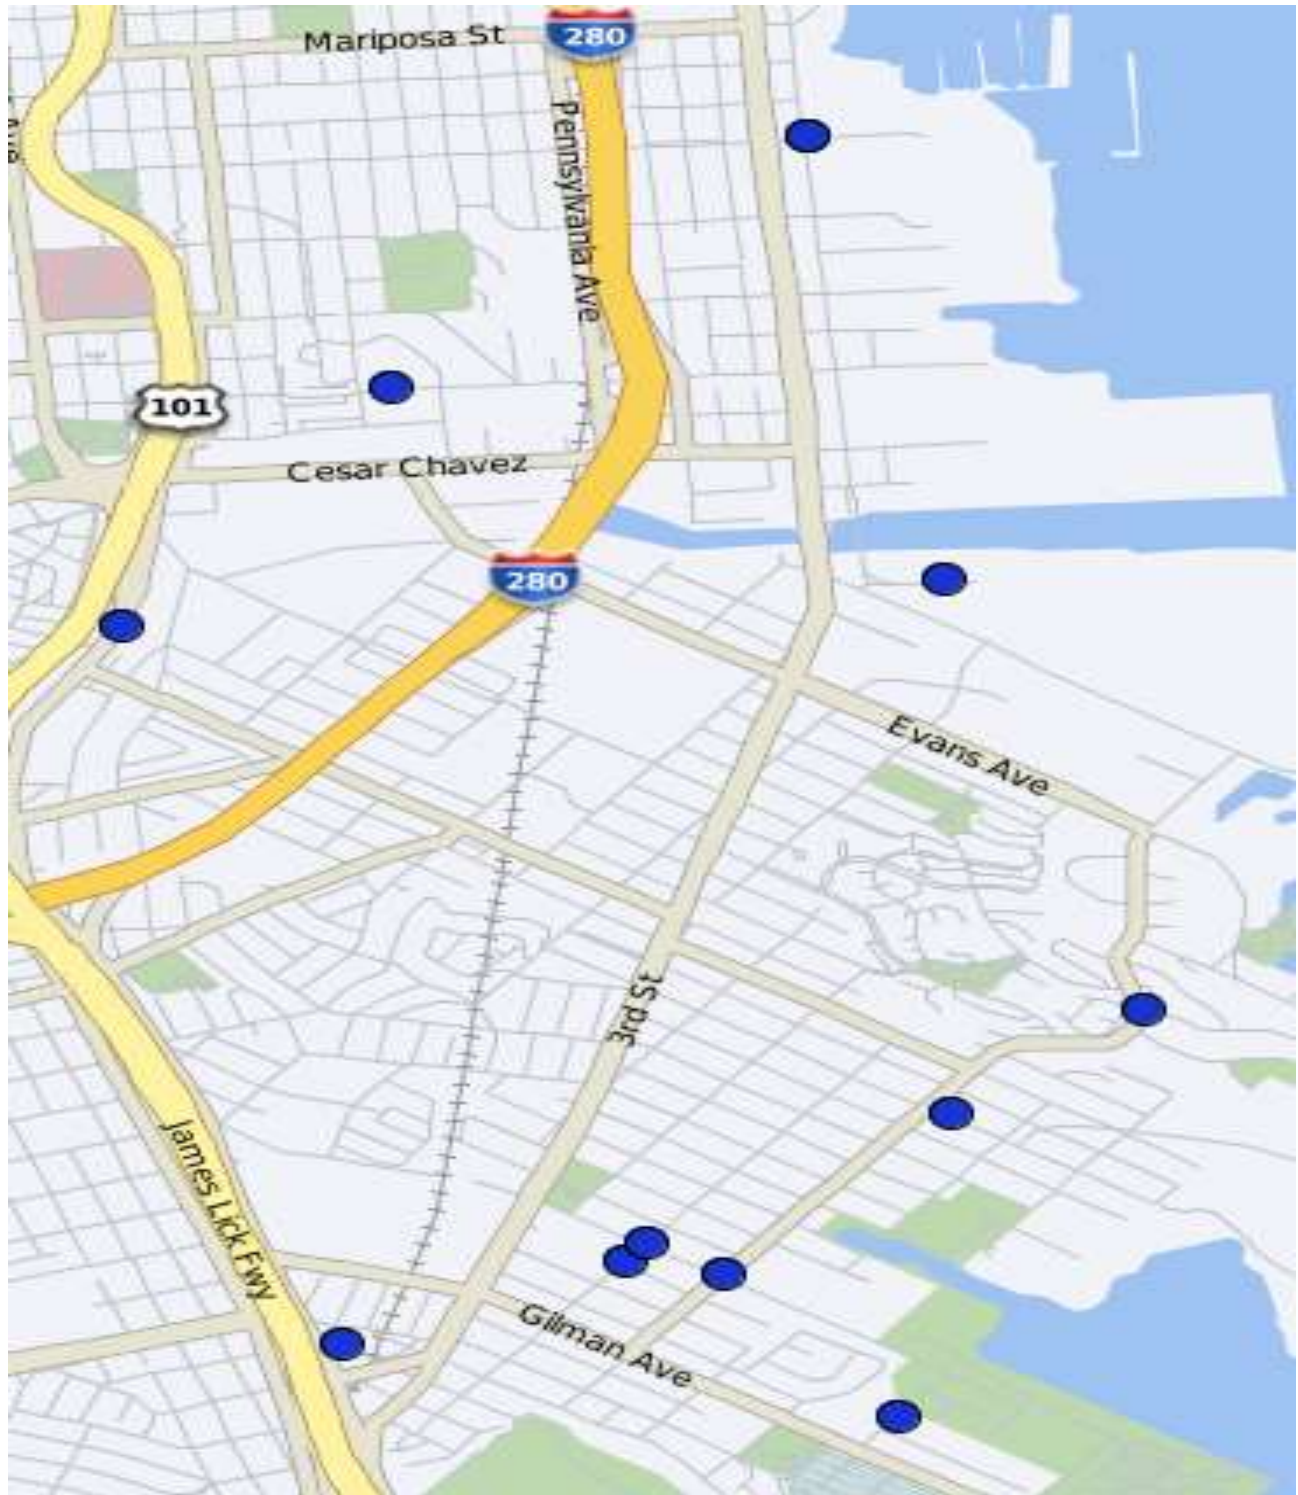 Mariposa St
280
Pennsylvania Ave
101
Cesar Chavez
280
Evans Ave
3rd St
James Lick Fwy
Gilman Ave